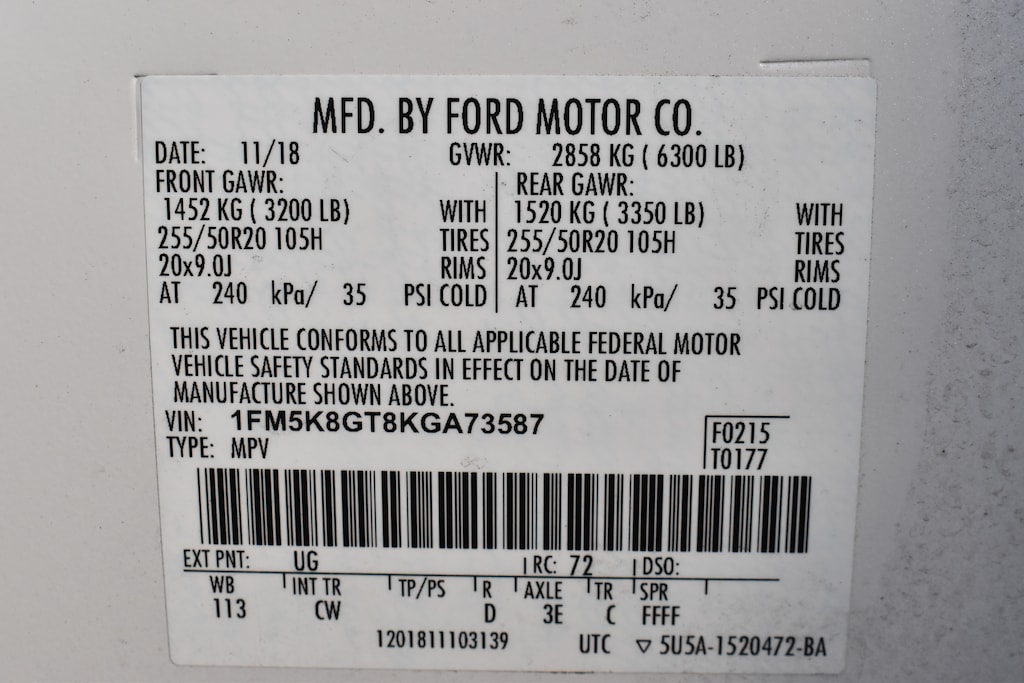 MFD. BY FORD MOTOR CO.
DATE: 11/18 GVWR: 2858 KG ( 6300 LB)
FRONT GAWR: REAR GAWR:
1452 KG ( 3200 LB) WITH 1520 KG ( 3350 LB) WITH
255/50R20 105H TIRES 255/50R20 105H TIRES
20x9.0J RIMS 20x9.0J RIMS
AT 240 kPa/ 35 PSI COLD AT 240 kPa/ 35 PSI COLD
THIS VEHICLE CONFORMS TO ALL APPLICABLE FEDERAL MOTOR
VEHICLE SAFETY STANDARDS IN EFFECT ON THE DATE OF
MANUFACTURE SHOWN ABOVE.
VIN: 1FM5K8GT8KGA73587
F0215
TYPE: MPV
T0177
EXT PNT: UG RC: 72 DSO:
WB INT TR TP/PS R AXLE TR SPR
113 CW D 3E C FFFF
1201811103139 UTC ▽ 5U5A-1520472-BA